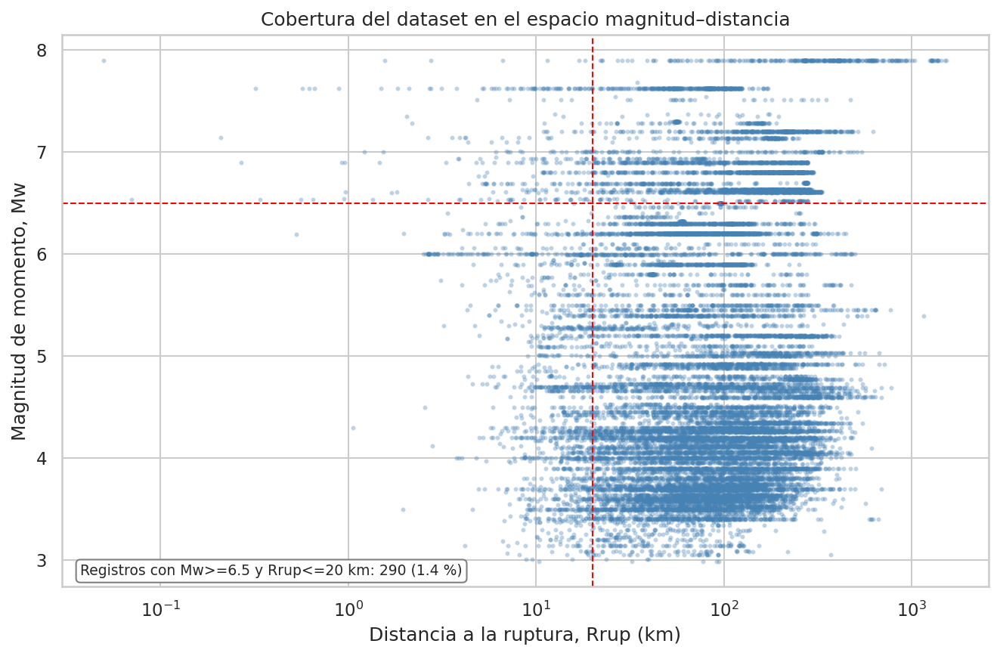 Cobertura del dataset en el espacio magnitud–distancia
Magnitud de momento, Mw
8
7
6
5
4
3
Registros con Mw>=6.5 y Rrup<=20 km: 290 (1.4 %)
10⁻¹ 10⁰ 10¹ 10² 10³
Distancia a la ruptura, Rrup (km)